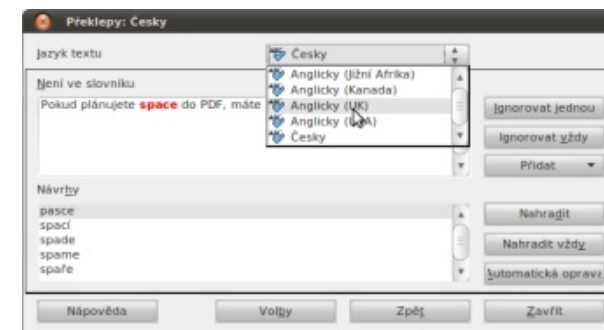 Překlepy: Česky
Jazyk textu
Česky
Anglicky (Jižní Afrika)
Anglicky (Kanada)
Anglicky (UK)
Anglicky
Česky
Není ve slovníku
Pokud plánujete space do PDF, máte
Ignorovat jednou
Ignorovat vždy
Přidat
Návrhy
pasce
spací
spade
spame
spaře
Nahradit
Nahradit vždy
Automatická oprava
Nápověda
Volby
Zpět
Zavřít